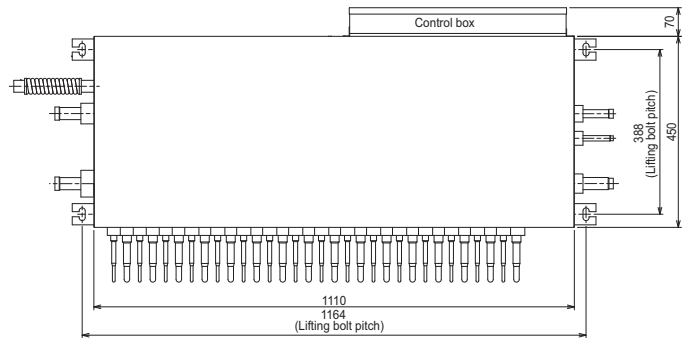 Control box
70
388
(Lifting bolt pitch)
450
1110
1164
(Lifting bolt pitch)